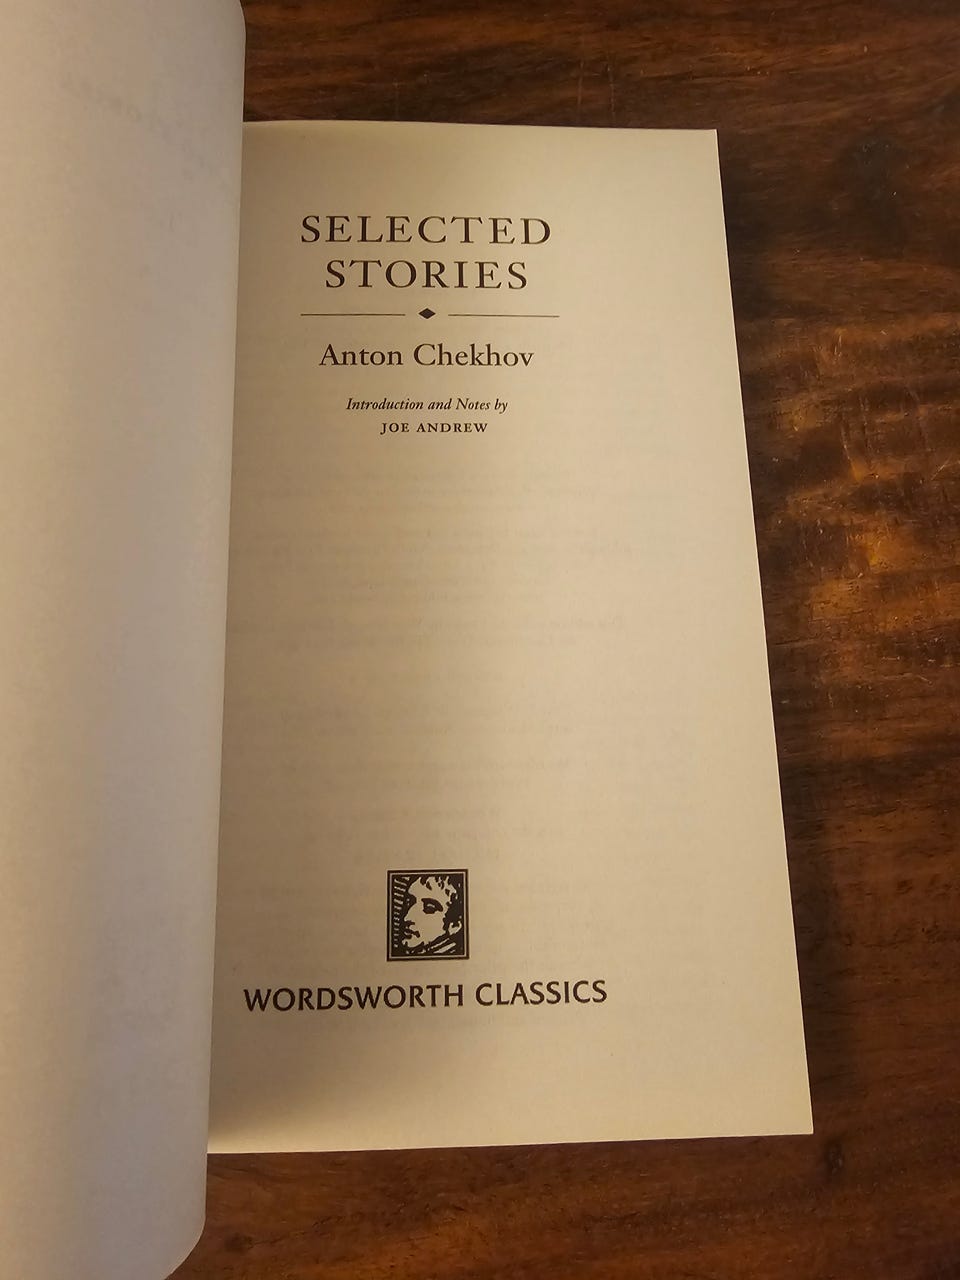 SELECTED
STORIES
Anton Chekhov
Introduction and Notes by
JOE ANDREW
WORDSWORTH CLASSICS